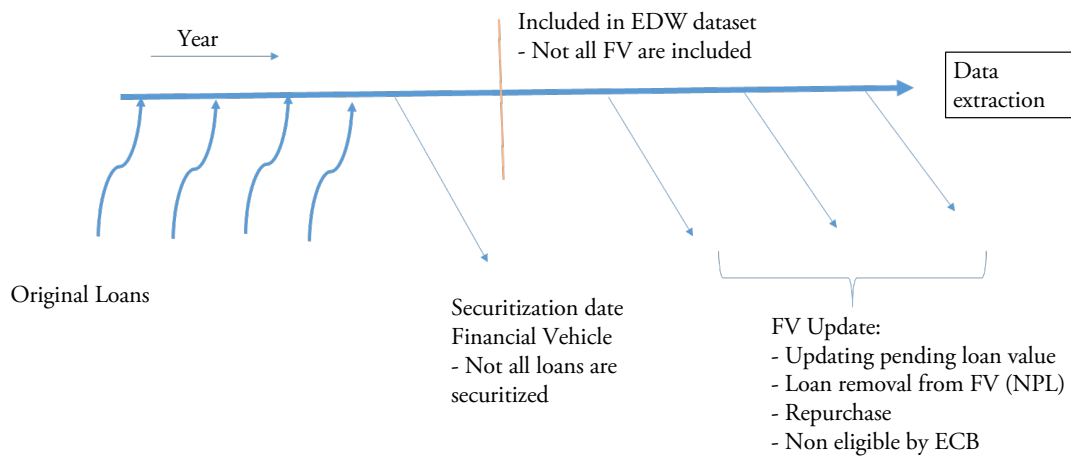 Year
Included in EDW dataset
- Not all FV are included
Data
extraction
Original Loans
Securitization date
Financial Vehicle
- Not all loans are
securitized
FV Update:
- Updating pending loan value
- Loan removal from FV (NPL)
- Repurchase
- Non eligible by ECB